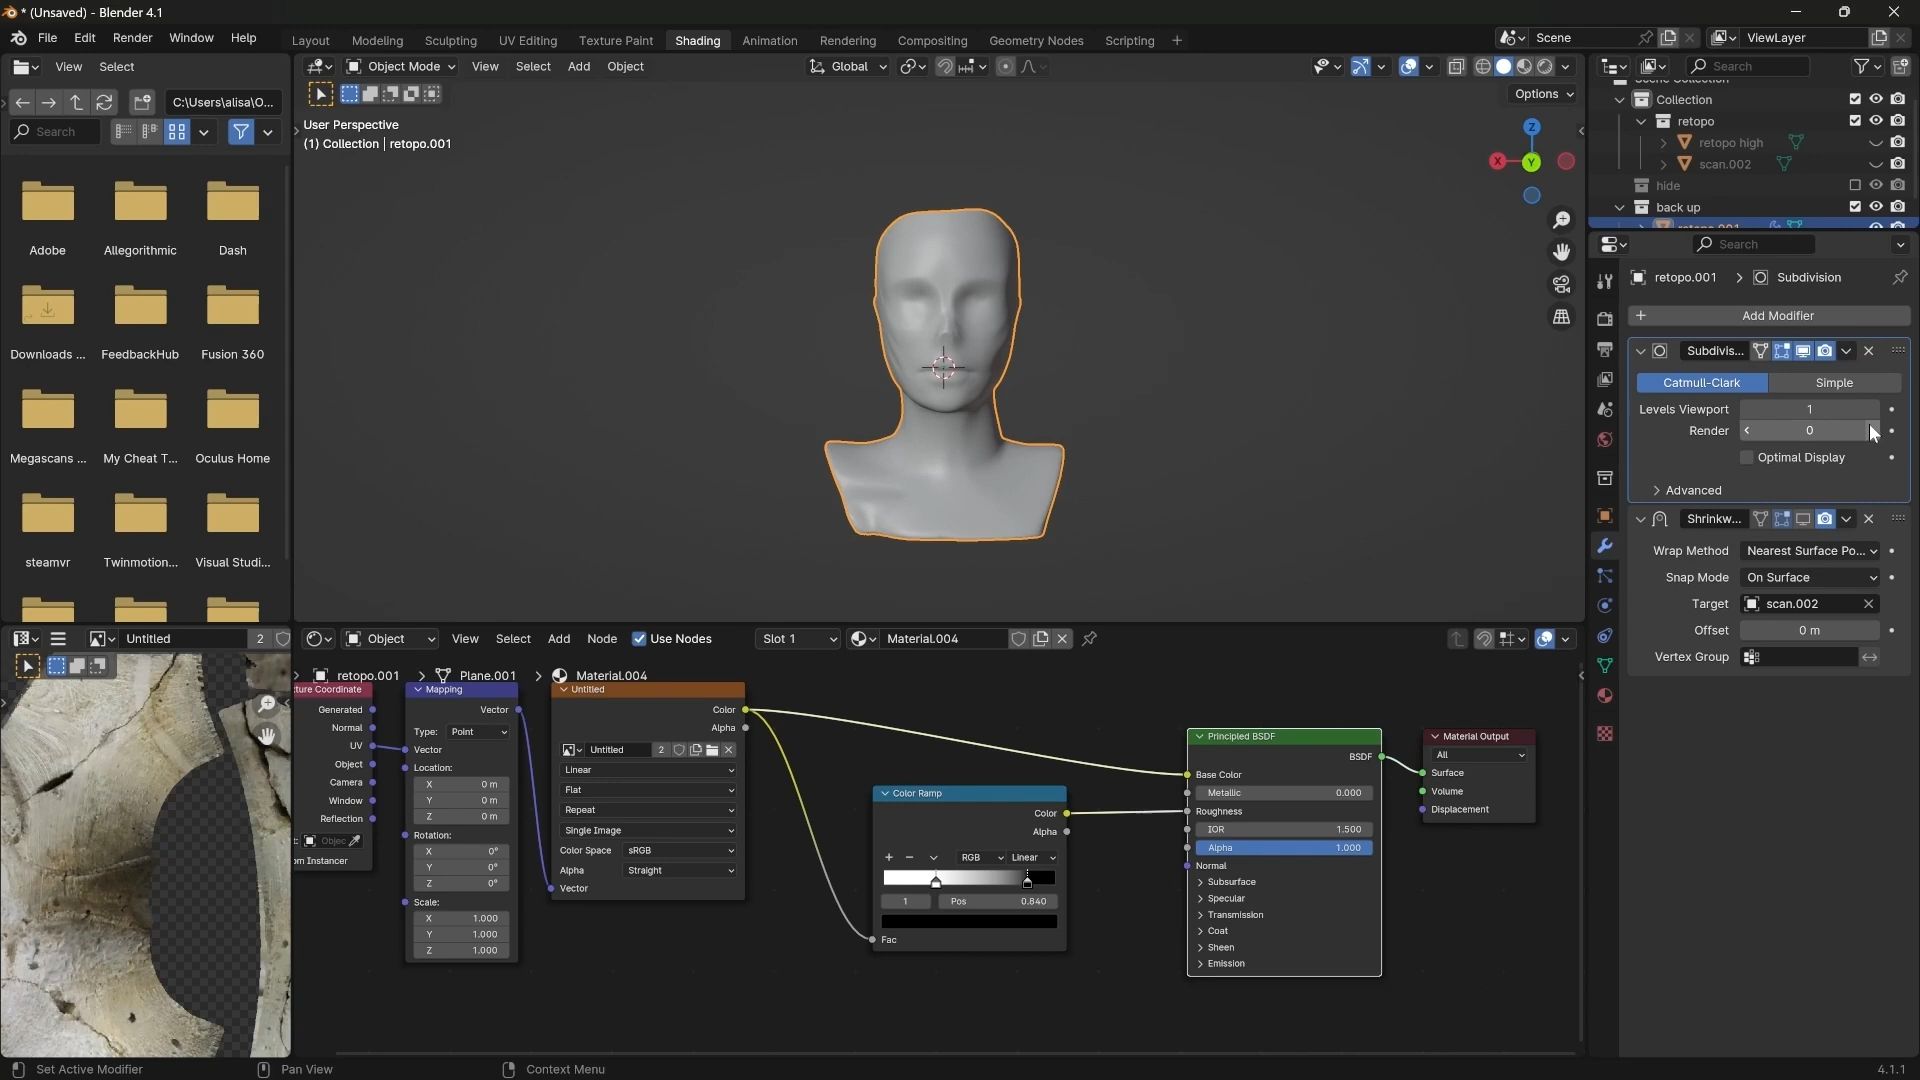 * (Unsaved) - Blender 4.1
File Edit Render Window Help
Layout Modeling Sculpting UV Editing Texture Paint Shading Animation Rendering Compositing Geometry Nodes Scripting +
Scene
ViewLayer
View Select
Object Mode View Select Add Object
Global
Search
C:\Users\alisa\O...
Search
Options
User Perspective
(1) Collection | retopo.001
Z
X
Y
Adobe Allegorithmic Dash
Downloads ... FeedbackHub Fusion 360
Megascans ... My Cheat T... Oculus Home
steamvr Twinmotion... Visual Studi...
Collection
retopo
retopo high
scan.002
hide
back up
Search
retopo.001 > Subdivision
+ Add Modifier
Subdivis...
Catmull-Clark Simple
Levels Viewport 1
Render 0
Optimal Display
Advanced
Shrinkw...
Wrap Method Nearest Surface Po...
Snap Mode On Surface
Target scan.002
Offset 0 m
Vertex Group
Untitled 2
Object View Select Add Node Use Nodes Slot 1 Material.004
retopo.001 > Plane.001 > Material.004
ture Coordinate
Generated
Normal
UV
Object
Camera
Window
Reflection
Objec
om Instancer
Mapping
Vector
Type: Point
Vector
Location:
X 0 m
Y 0 m
Z 0 m
Rotation:
X 0°
Y 0°
Z 0°
Scale:
X 1.000
Y 1.000
Z 1.000
Untitled
Color
Alpha
Untitled 2
Linear
Flat
Repeat
Single Image
Color Space sRGB
Alpha Straight
Vector
Color Ramp
Color
Alpha
+ − RGB Linear
1 Pos 0.840
Fac
Principled BSDF
BSDF
Base Color
Metallic 0.000
Roughness
IOR 1.500
Alpha 1.000
Normal
Subsurface
Specular
Transmission
Coat
Sheen
Emission
Material Output
All
Surface
Volume
Displacement
Set Active Modifier Pan View Context Menu 4.1.1